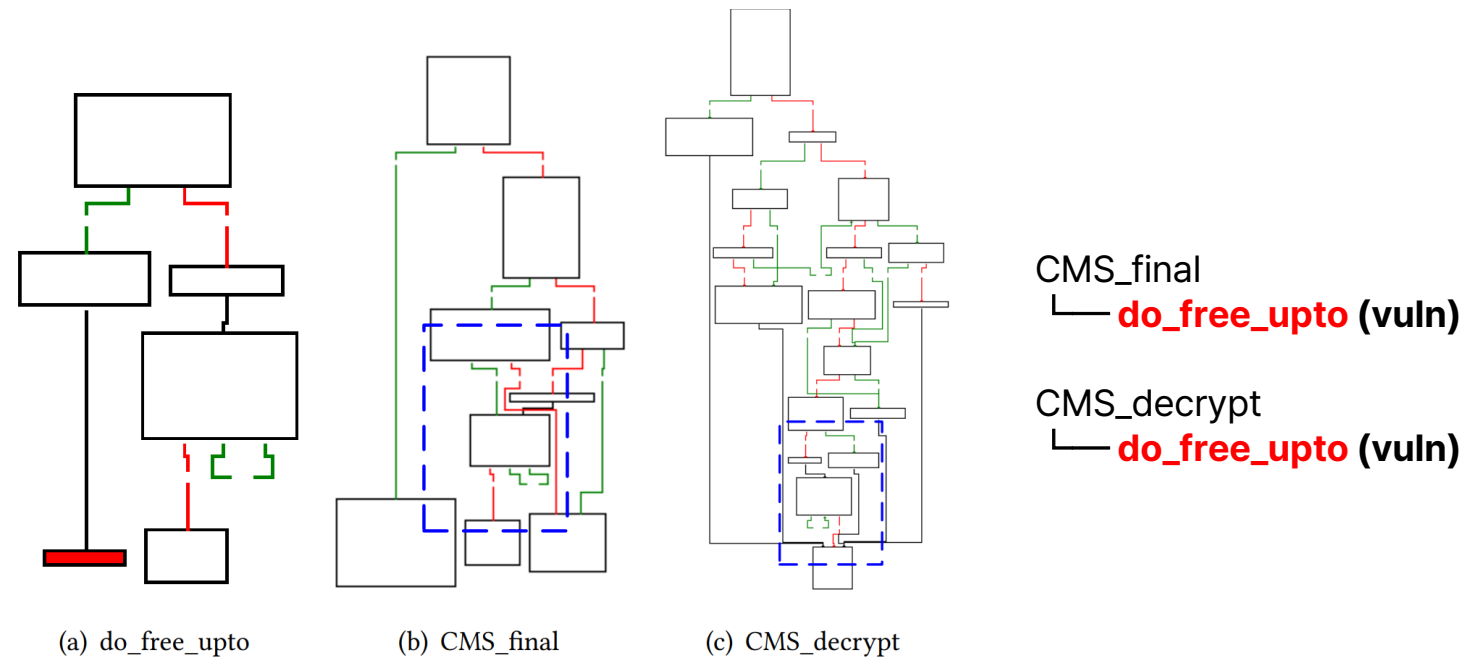 CMS_final
do_free_upto (vuln)
CMS_decrypt
do_free_upto (vuln)
(a) do_free_upto
(b) CMS_final
(c) CMS_decrypt